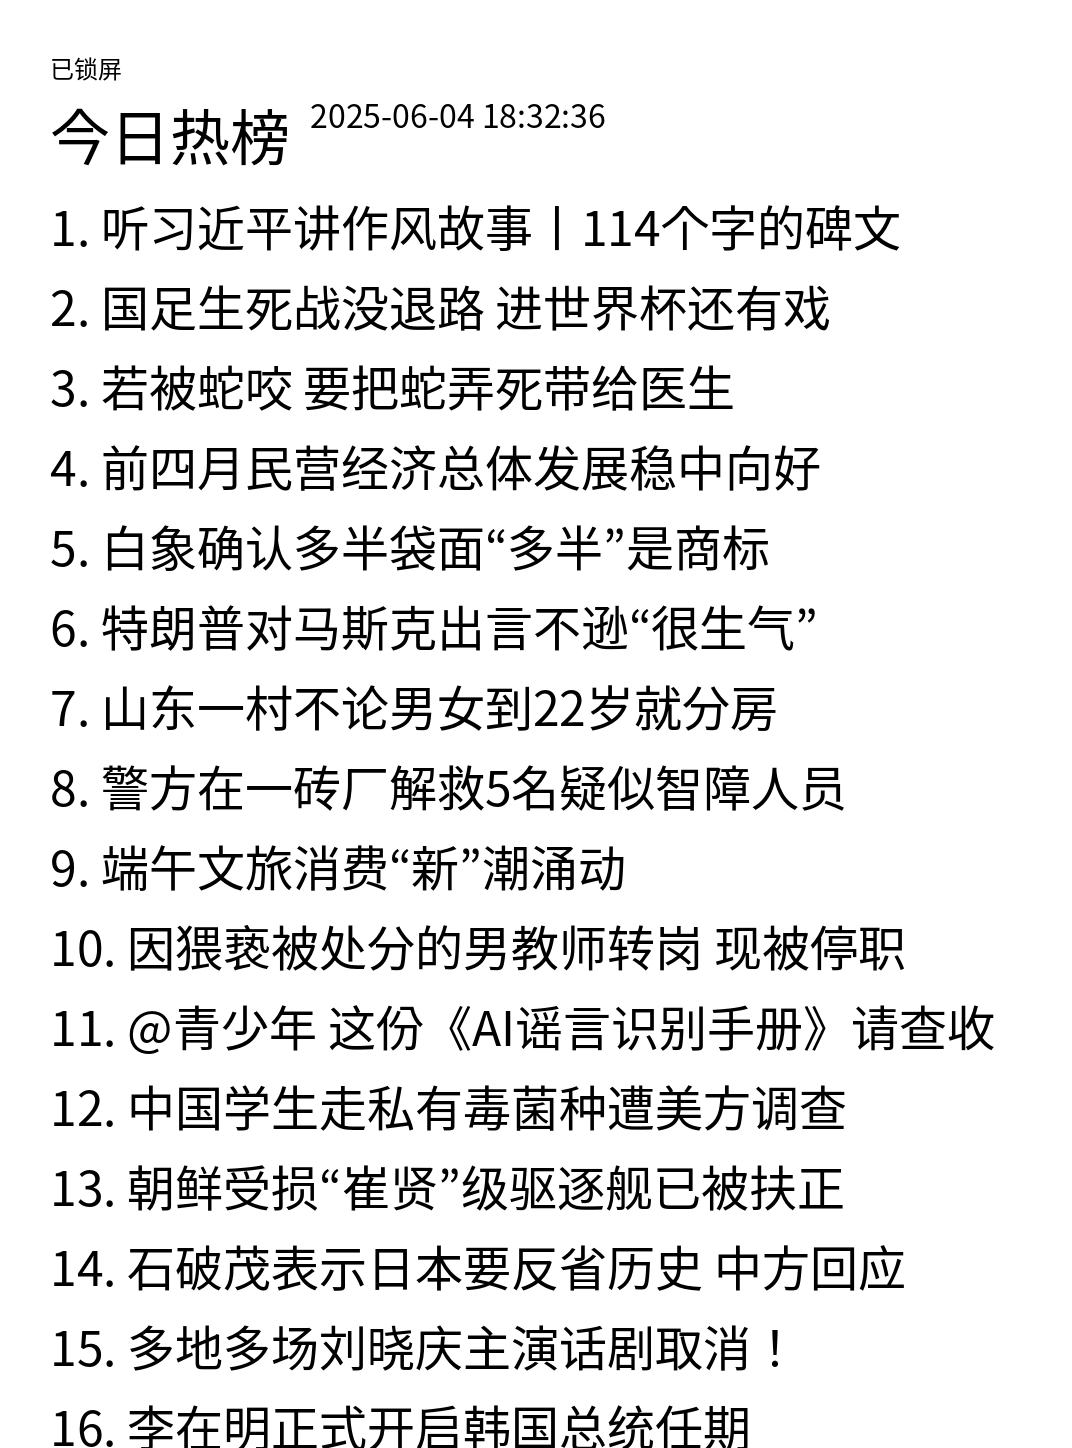 已锁屏
今日热榜 2025-06-04 18:32:36
1. 听习近平讲作风故事丨114个字的碑文
2. 国足生死战没退路 进世界杯还有戏
3. 若被蛇咬 要把蛇弄死带给医生
4. 前四月民营经济总体发展稳中向好
5. 白象确认多半袋面“多半”是商标
6. 特朗普对马斯克出言不逊“很生气”
7. 山东一村不论男女到22岁就分房
8. 警方在一砖厂解救5名疑似智障人员
9. 端午文旅消费“新”潮涌动
10. 因猥亵被处分的男教师转岗 现被停职
11. @青少年 这份《AI谣言识别手册》请查收
12. 中国学生走私有毒菌种遭美方调查
13. 朝鲜受损“崔贤”级驱逐舰已被扶正
14. 石破茂表示日本要反省历史 中方回应
15. 多地多场刘晓庆主演话剧取消！
16. 李在明正式开启韩国总统任期